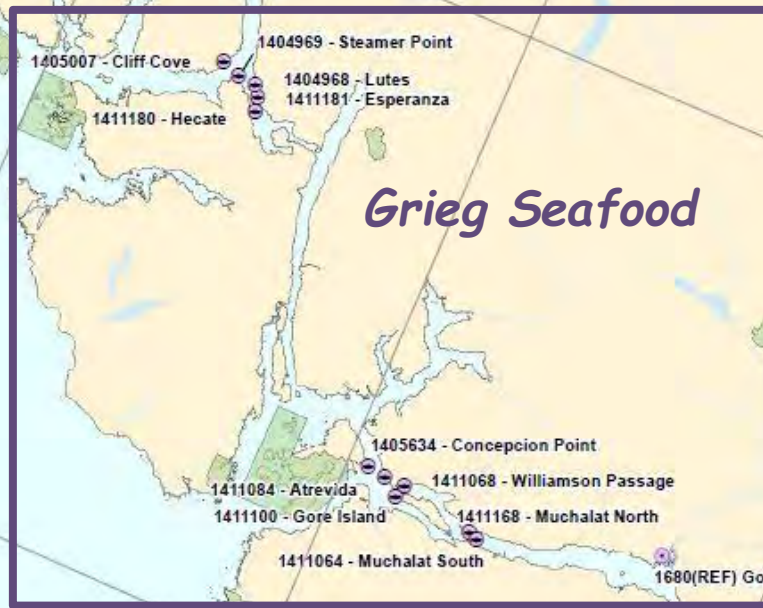 1404969 - Steamer Point
1405007 - Cliff Cove
1404968 - Lutes
1411181 - Esperanza
1411180 - Hecate
Grieg Seafood
1405634 - Concepcion Point
1411068 - Williamson Passage
1411084 - Atrevida
1411100 - Gore Island
1411168 - Muchalat North
1411064 - Muchalat South
1680(REF) Go